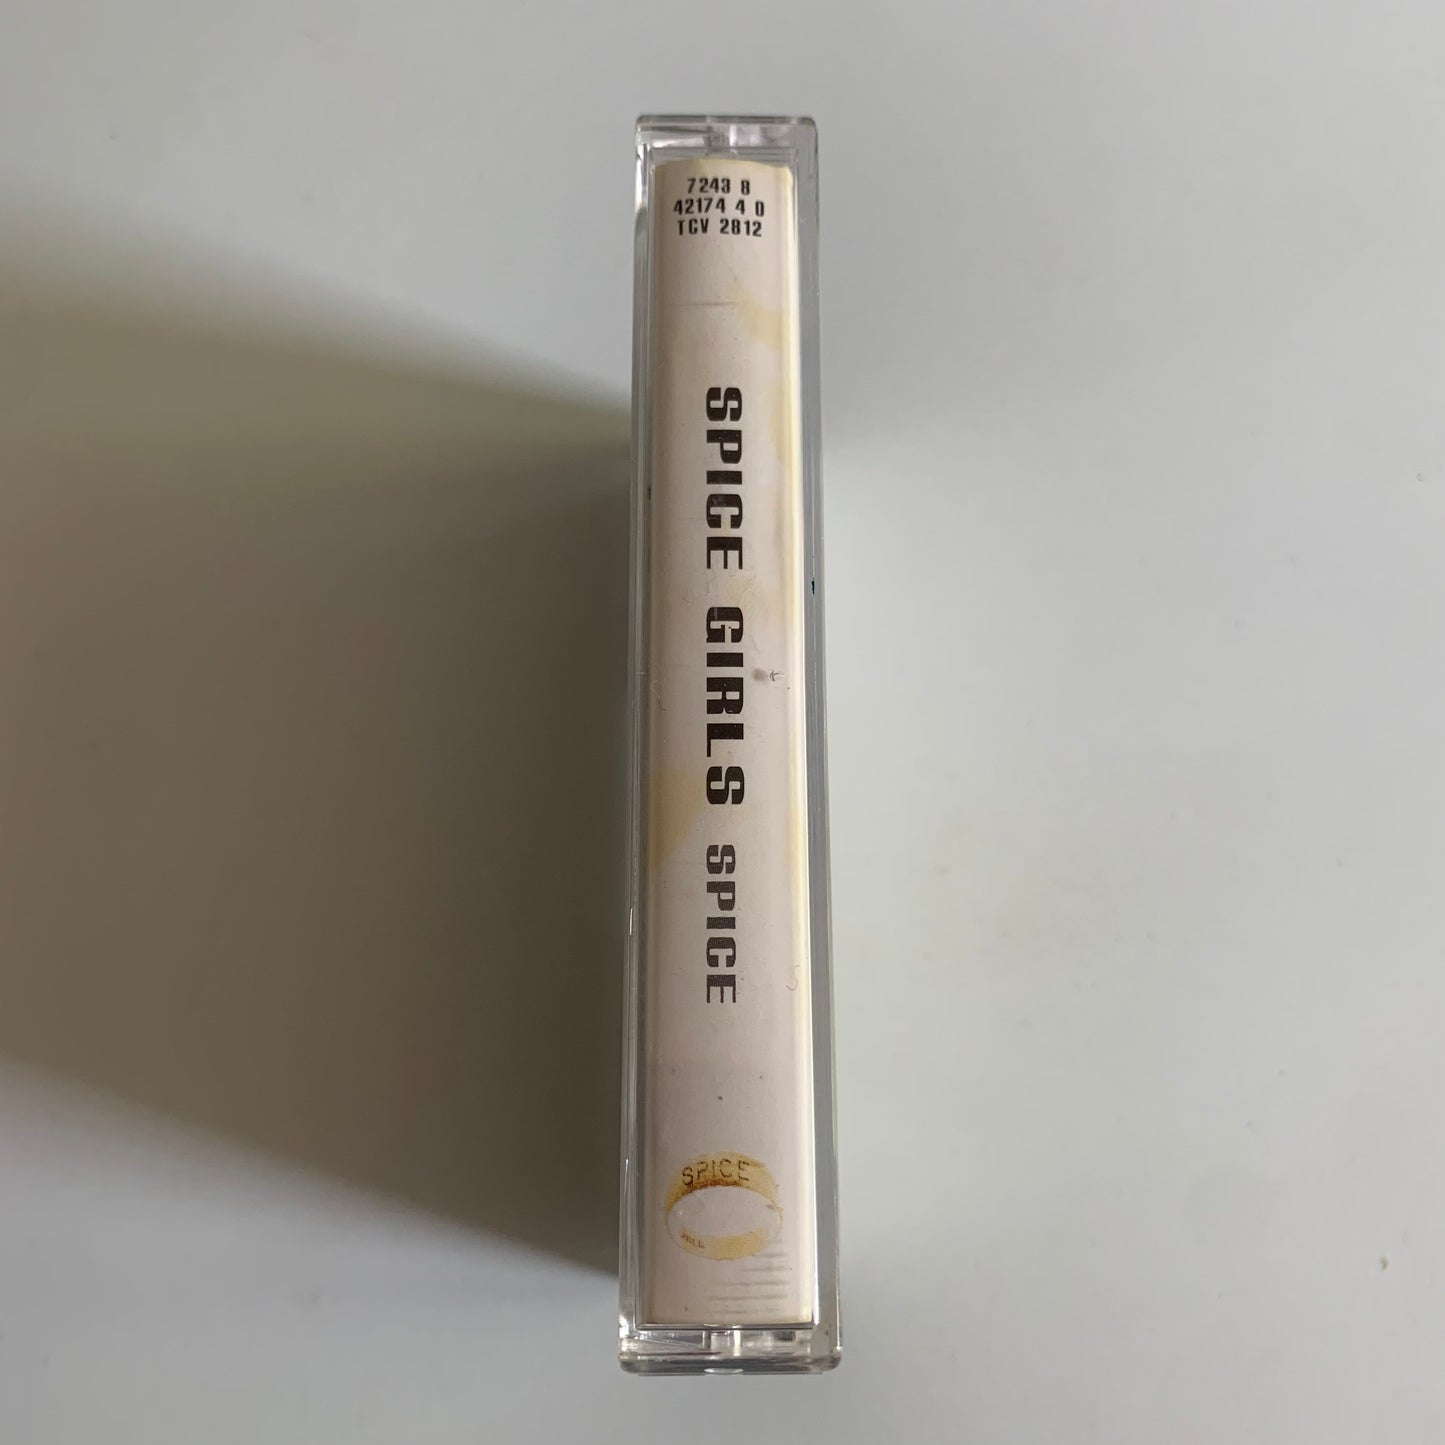 7243 8
42174 4 0
TCV 2812
SPICE GIRLS SPICE
SPICE